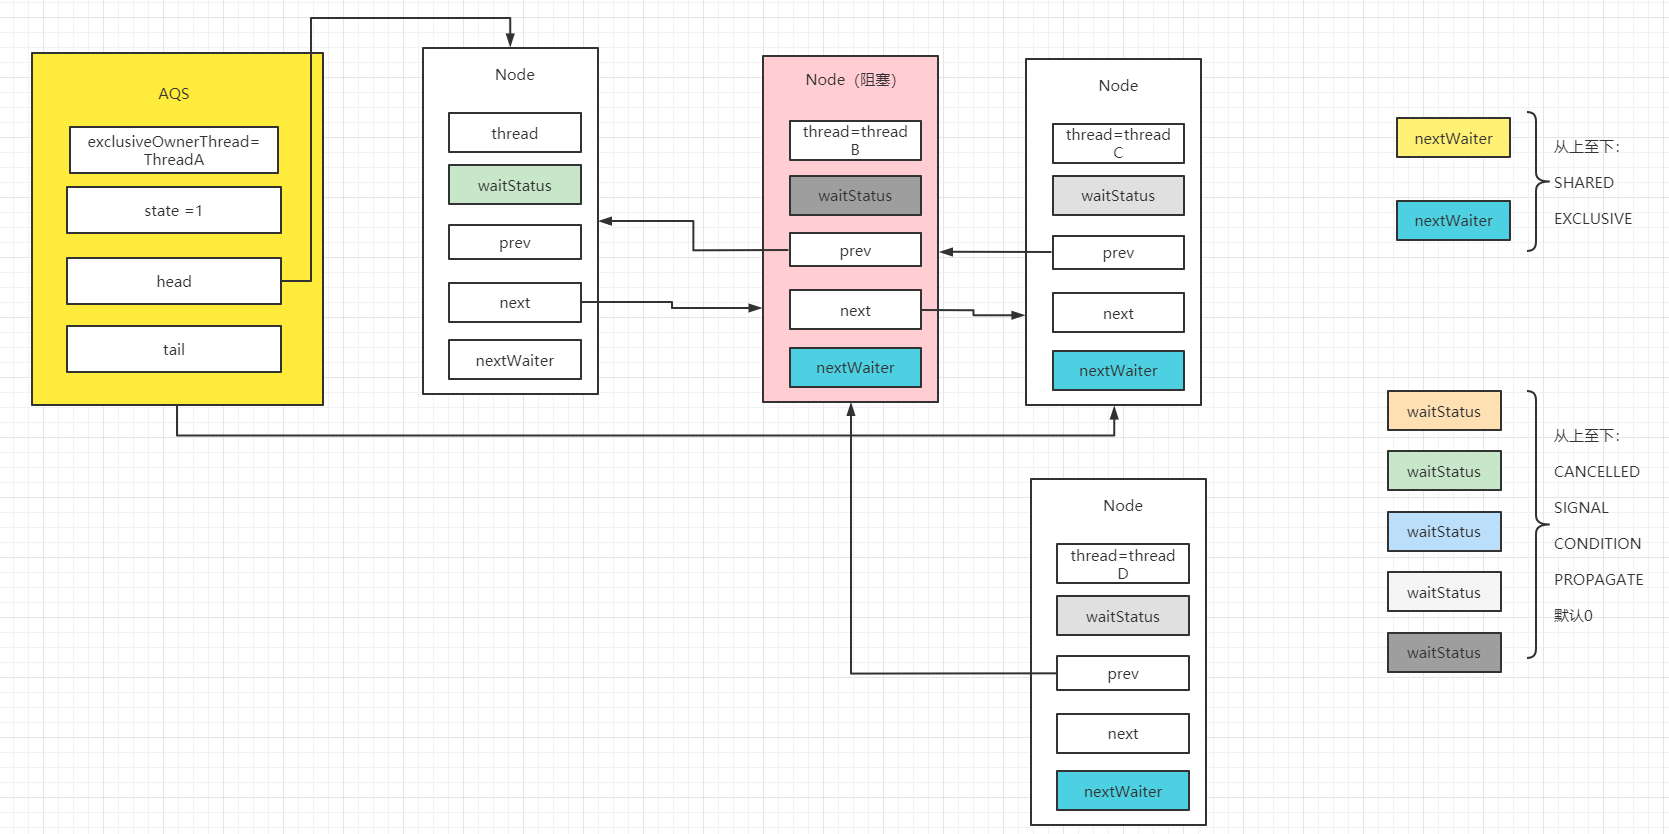 AQS
exclusiveOwnerThread=
ThreadA
state =1
head
tail
Node
thread
waitStatus
prev
next
nextWaiter
Node（阻塞）
thread=thread
B
waitStatus
prev
next
nextWaiter
Node
thread=thread
C
waitStatus
prev
next
nextWaiter
Node
thread=thread
D
waitStatus
prev
next
nextWaiter
nextWaiter
nextWaiter
从上至下：
SHARED
EXCLUSIVE
waitStatus
waitStatus
waitStatus
waitStatus
waitStatus
从上至下：
CANCELLED
SIGNAL
CONDITION
PROPAGATE
默认0